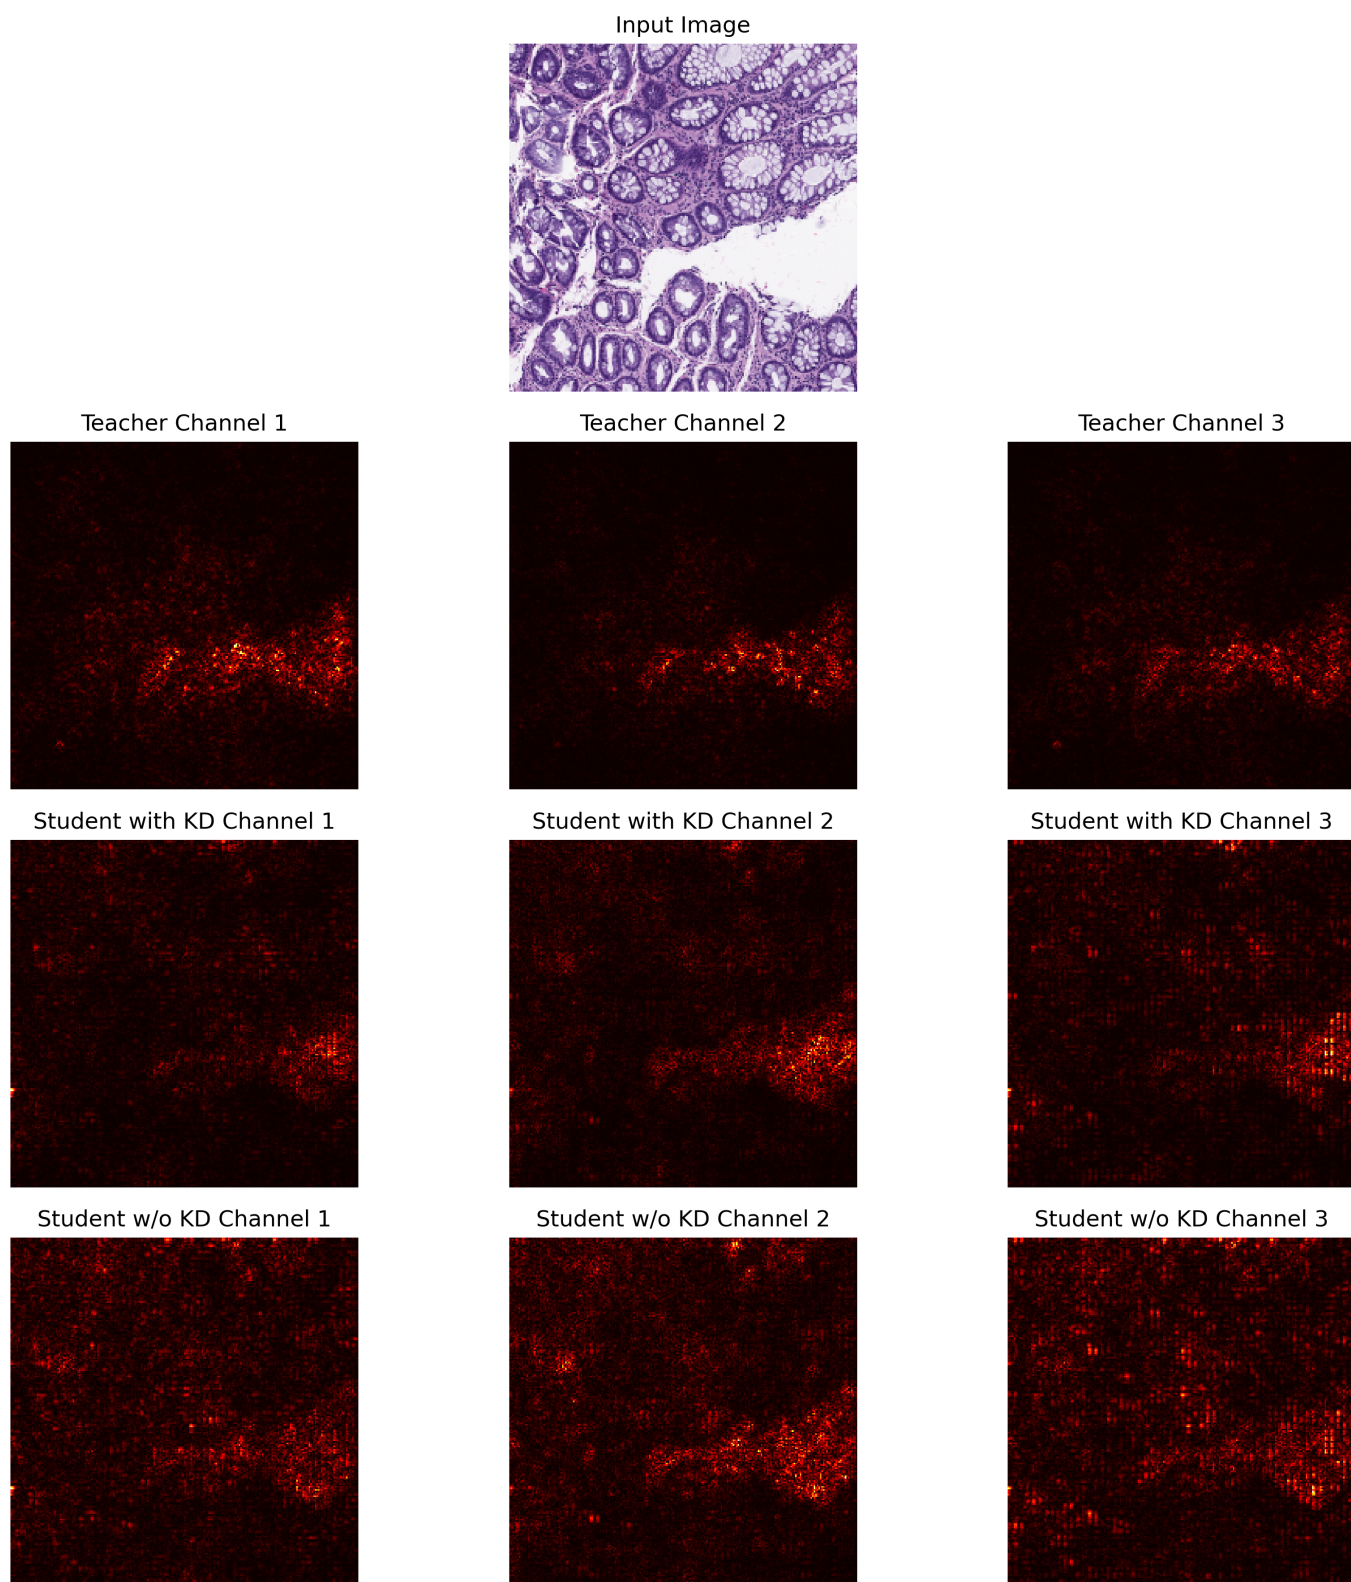 Input Image
Teacher Channel 1
Teacher Channel 2
Teacher Channel 3
Student with KD Channel 1
Student with KD Channel 2
Student with KD Channel 3
Student w/o KD Channel 1
Student w/o KD Channel 2
Student w/o KD Channel 3